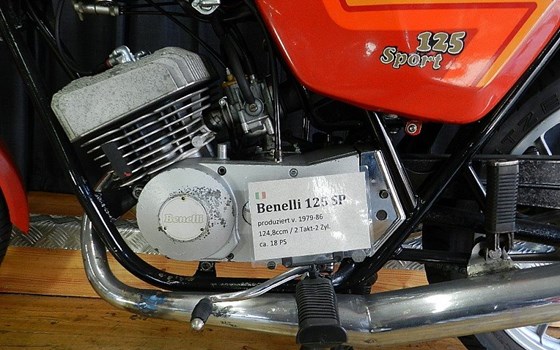 125
Sport
Benelli 125 SP
produziert v. 1979-86
124,8ccm / 2 Takt-2 Zyl.
ca. 18 PS
Benelli